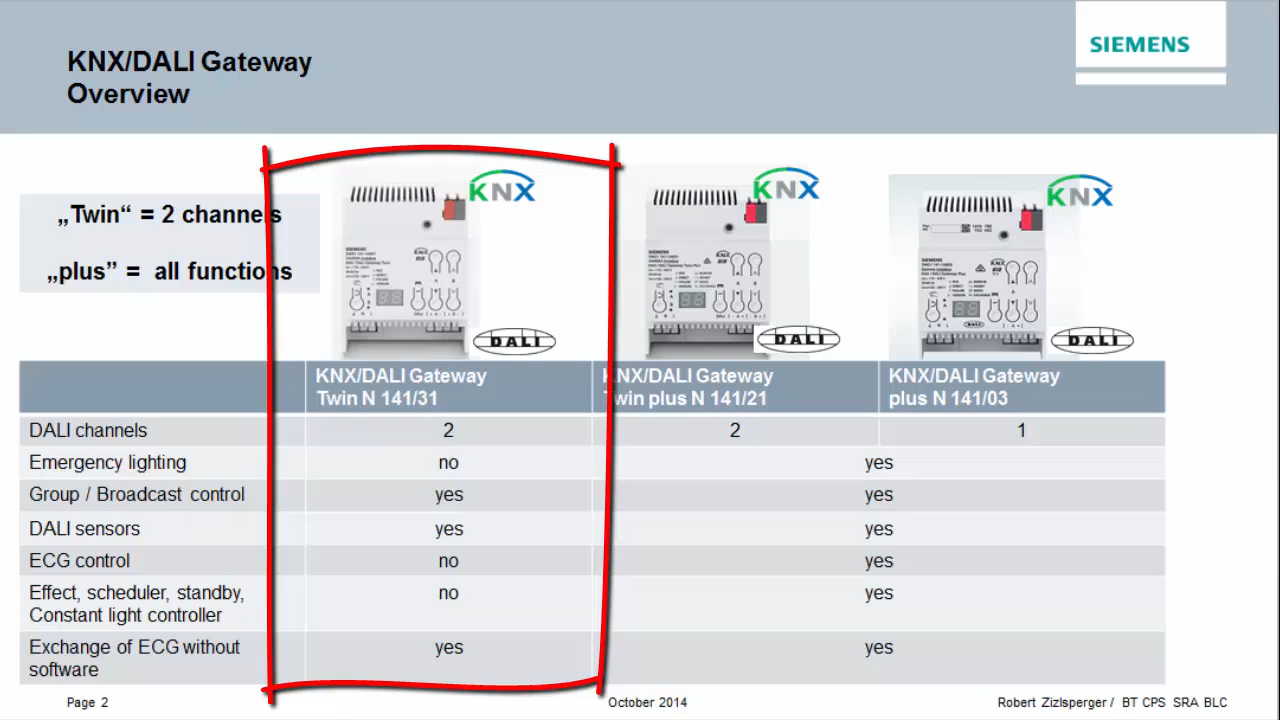 KNX/DALI Gateway
Overview
SIEMENS
„Twin“ = 2 channels
„plus” = all functions
KNX
DALI
KNX
DALI
KNX
DALI
KNX/DALI Gateway
Twin N 141/31
KNX/DALI Gateway
Twin plus N 141/21
KNX/DALI Gateway
plus N 141/03
DALI channels 2 2 1
Emergency lighting no yes
Group / Broadcast control yes yes
DALI sensors yes yes
ECG control no yes
Effect, scheduler, standby,
Constant light controller no yes
Exchange of ECG without
software yes yes
Page 2 October 2014 Robert Zizlsperger / BT CPS SRA BLC